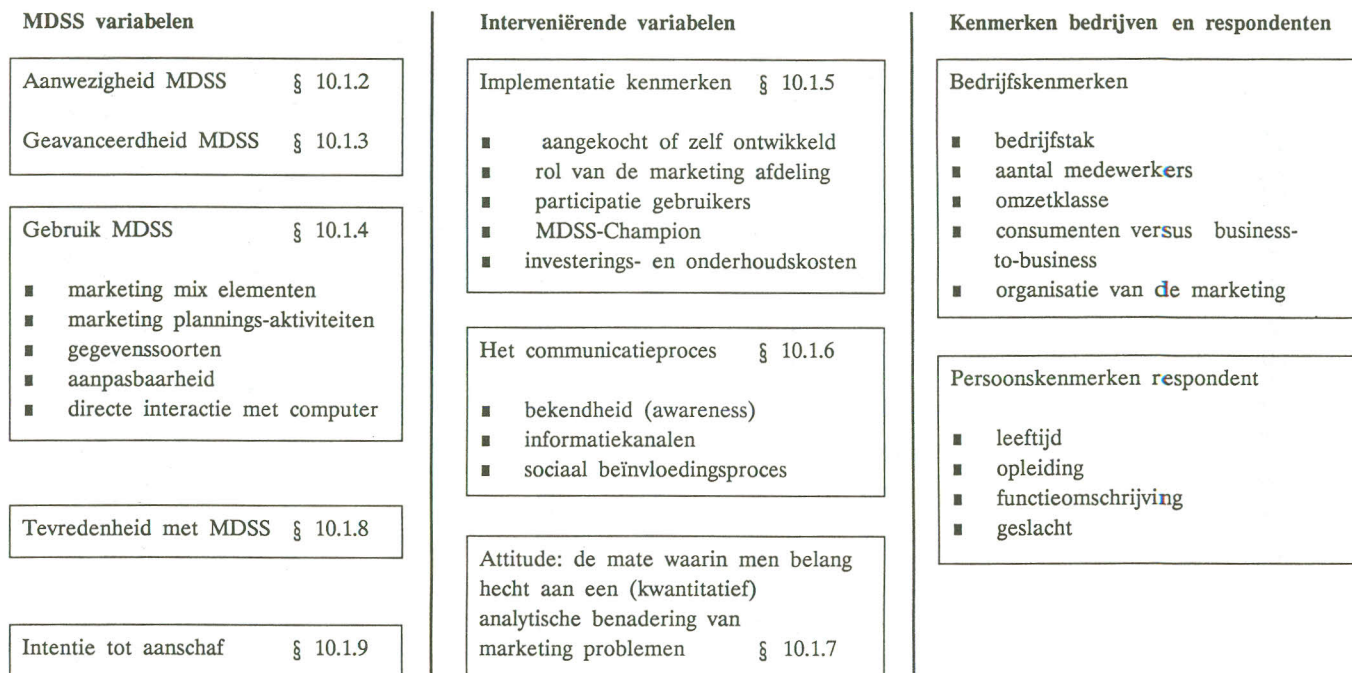 MDSS variabelen
Aanwezigheid MDSS § 10.1.2
Geavanceerdheid MDSS § 10.1.3
Gebruik MDSS § 10.1.4
■ marketing mix elementen
■ marketing plannings-aktiviteiten
■ gegevenssoorten
■ aanpasbaarheid
■ directe interactie met computer
Tevredenheid met MDSS § 10.1.8
Intentie tot aanschaf § 10.1.9
Interveniërende variabelen
Implementatie kenmerken § 10.1.5
■ aangekocht of zelf ontwikkeld
■ rol van de marketing afdeling
■ participatie gebruikers
■ MDSS-Champion
■ investerings- en onderhoudskosten
Het communicatieproces § 10.1.6
■ bekendheid (awareness)
■ informatiekanalen
■ sociaal beïnvloedingsproces
Attitude: de mate waarin men belang
hecht aan een (kwantitatief)
analytische benadering van
marketing problemen § 10.1.7
Kenmerken bedrijven en respondenten
Bedrijfskenmerken
■ bedrijfstak
■ aantal medewerkers
■ omzetklasse
■ consumenten versus business-
to-business
■ organisatie van de marketing
Persoonskenmerken respondent
■ leeftijd
■ opleiding
■ functieomschrijving
■ geslacht